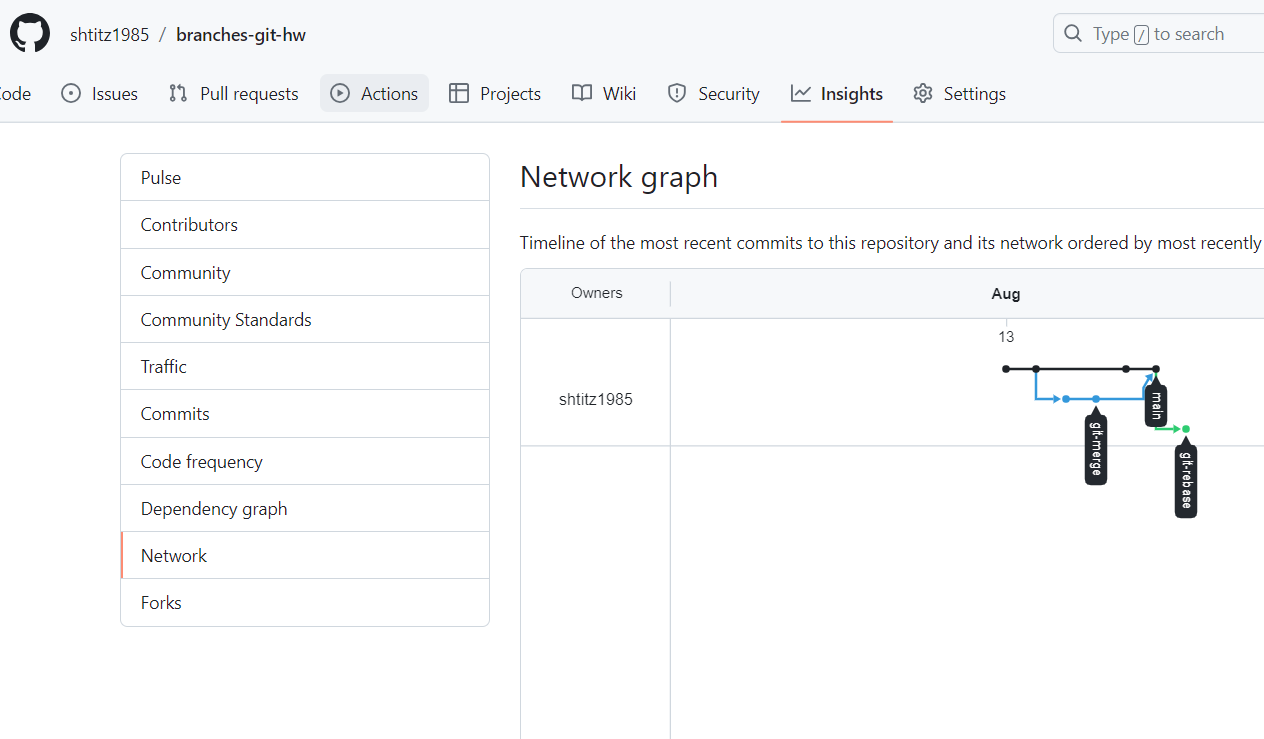 shtitz1985 / branches-git-hw
Type / to search
ode
Issues
Pull requests
Actions
Projects
Wiki
Security
Insights
Settings
Pulse
Contributors
Community
Community Standards
Traffic
Commits
Code frequency
Dependency graph
Network
Forks
Network graph
Timeline of the most recent commits to this repository and its network ordered by most recently
Owners
Aug
13
shtitz1985
main
git-merge
git-rebase